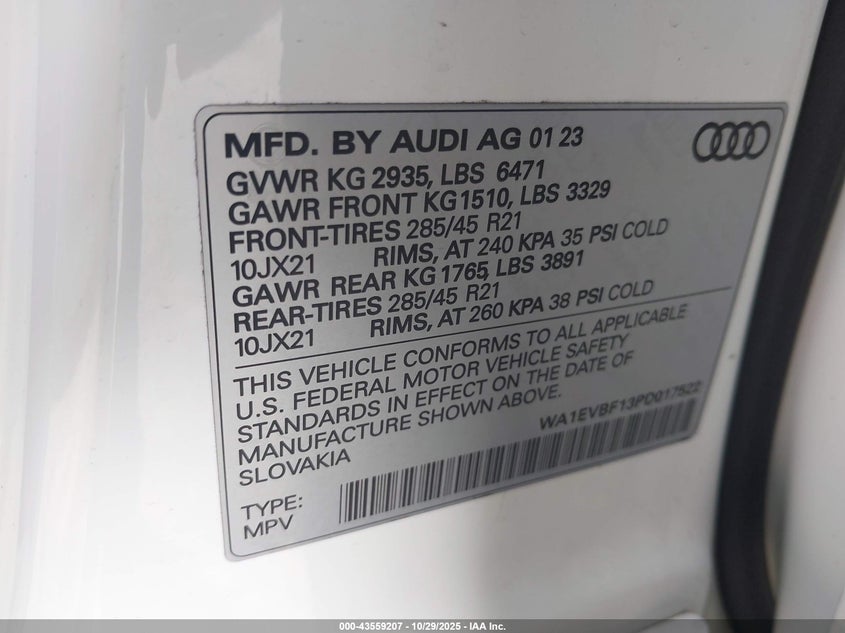 MFD. BY AUDI AG 01 23
GVWR KG 2935, LBS 6471
GAWR FRONT KG 1510, LBS 3329
FRONT-TIRES 285/45 R21
10JX21 RIMS, AT 240 KPA 35 PSI COLD
GAWR REAR KG 1765, LBS 3891
REAR-TIRES 285/45 R21
10JX21 RIMS, AT 260 KPA 38 PSI COLD
THIS VEHICLE CONFORMS TO ALL APPLICABLE
U.S. FEDERAL MOTOR VEHICLE SAFETY
STANDARDS IN EFFECT ON THE DATE OF
MANUFACTURE SHOWN ABOVE.
SLOVAKIA
WA1EVBF13PD017522
TYPE:
MPV
000-43559207 - 10/29/2025 - IAA Inc.